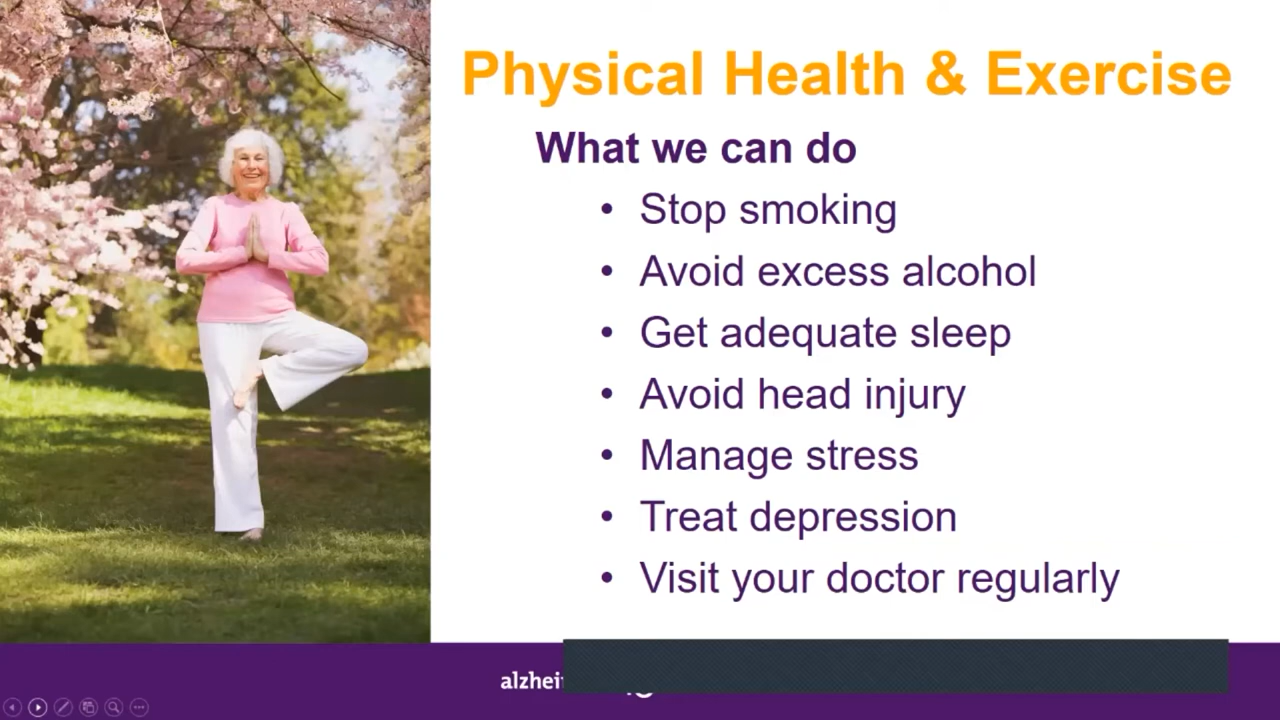 Physical Health & Exercise
What we can do
• Stop smoking
• Avoid excess alcohol
• Get adequate sleep
• Avoid head injury
• Manage stress
• Treat depression
• Visit your doctor regularly